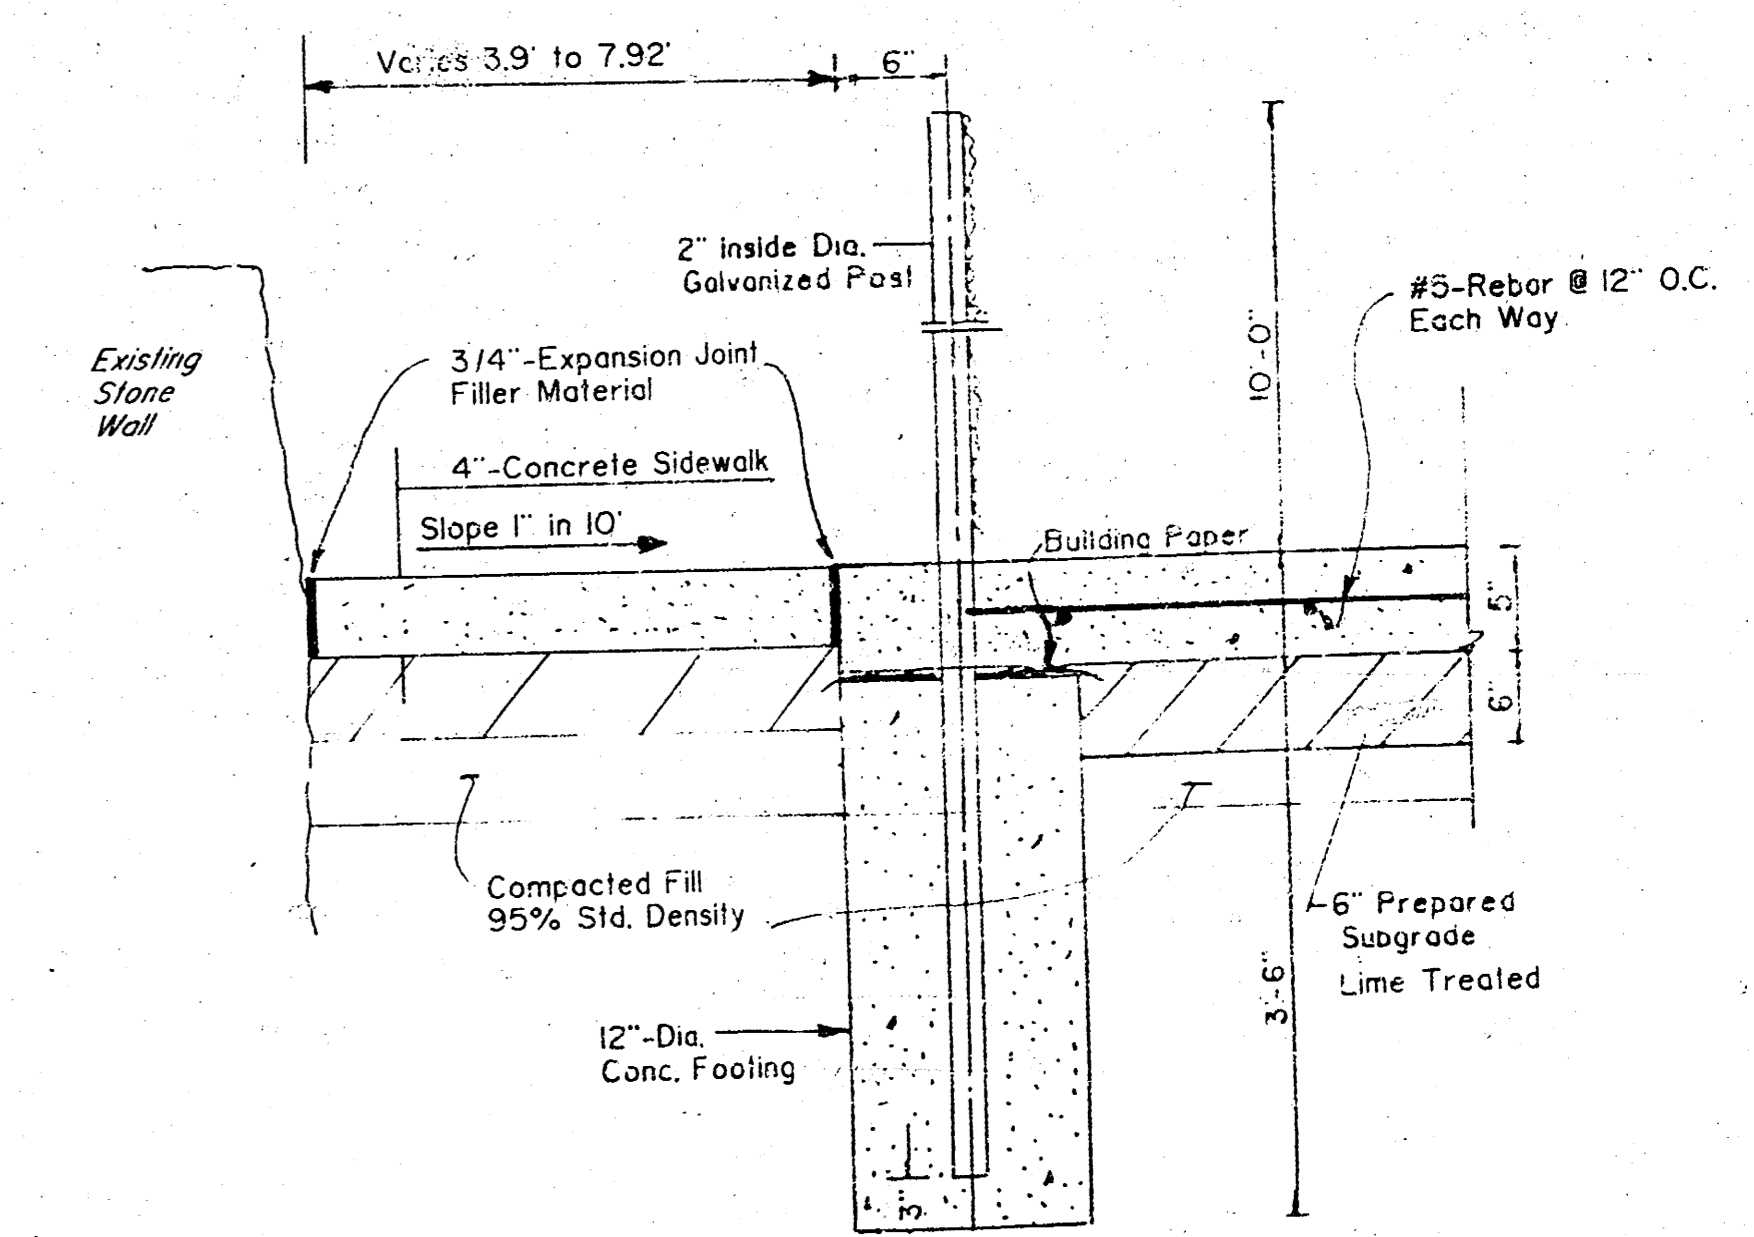 Varies 3.9' to 7.92'
6"
2" Inside Dia.
Galvanized Post
#5-Rebar @ 12" O.C.
Each Way
10'-0"
Existing
Stone
Wall
3/4"-Expansion Joint
Filler Material
4"-Concrete Sidewalk
Slope 1" in 10'
Building Paper
5"
6"
Compacted Fill
95% Std. Density
6" Prepared
Subgrade
Lime Treated
3'-6"
12"-Dia.
Conc. Footing
3"